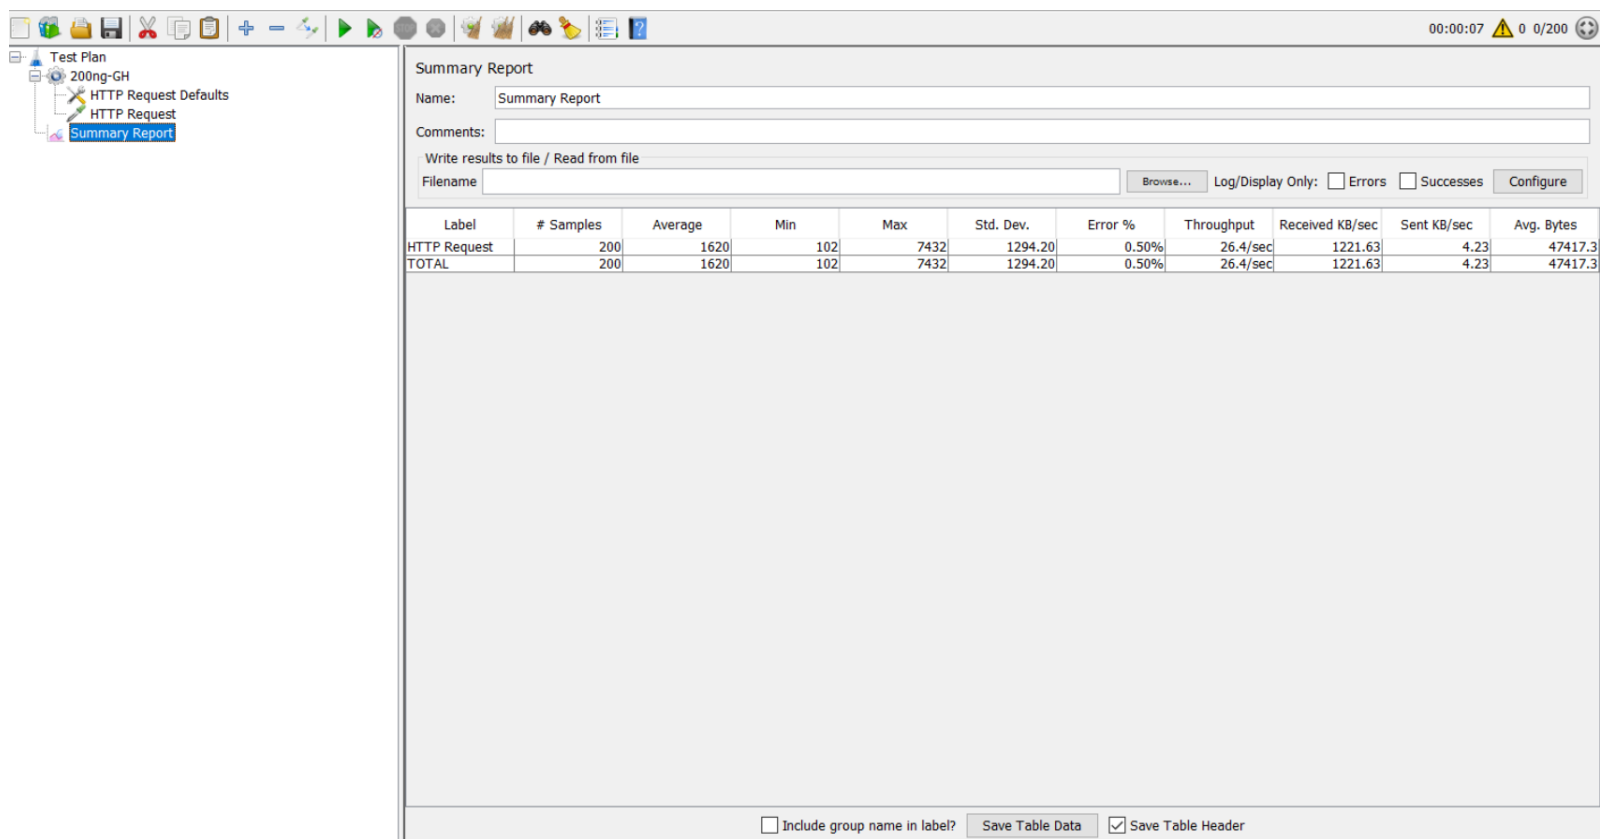 00:00:07 0 0/200
Test Plan
200ng-GH
HTTP Request Defaults
HTTP Request
Summary Report
Summary Report
Name: Summary Report
Comments:
Write results to file / Read from file
Filename Browse... Log/Display Only: Errors Successes Configure
Label # Samples Average Min Max Std. Dev. Error % Throughput Received KB/sec Sent KB/sec Avg. Bytes
HTTP Request 200 1620 102 7432 1294.20 0.50% 26.4/sec 1221.63 4.23 47417.3
TOTAL 200 1620 102 7432 1294.20 0.50% 26.4/sec 1221.63 4.23 47417.3
Include group name in label? Save Table Data Save Table Header